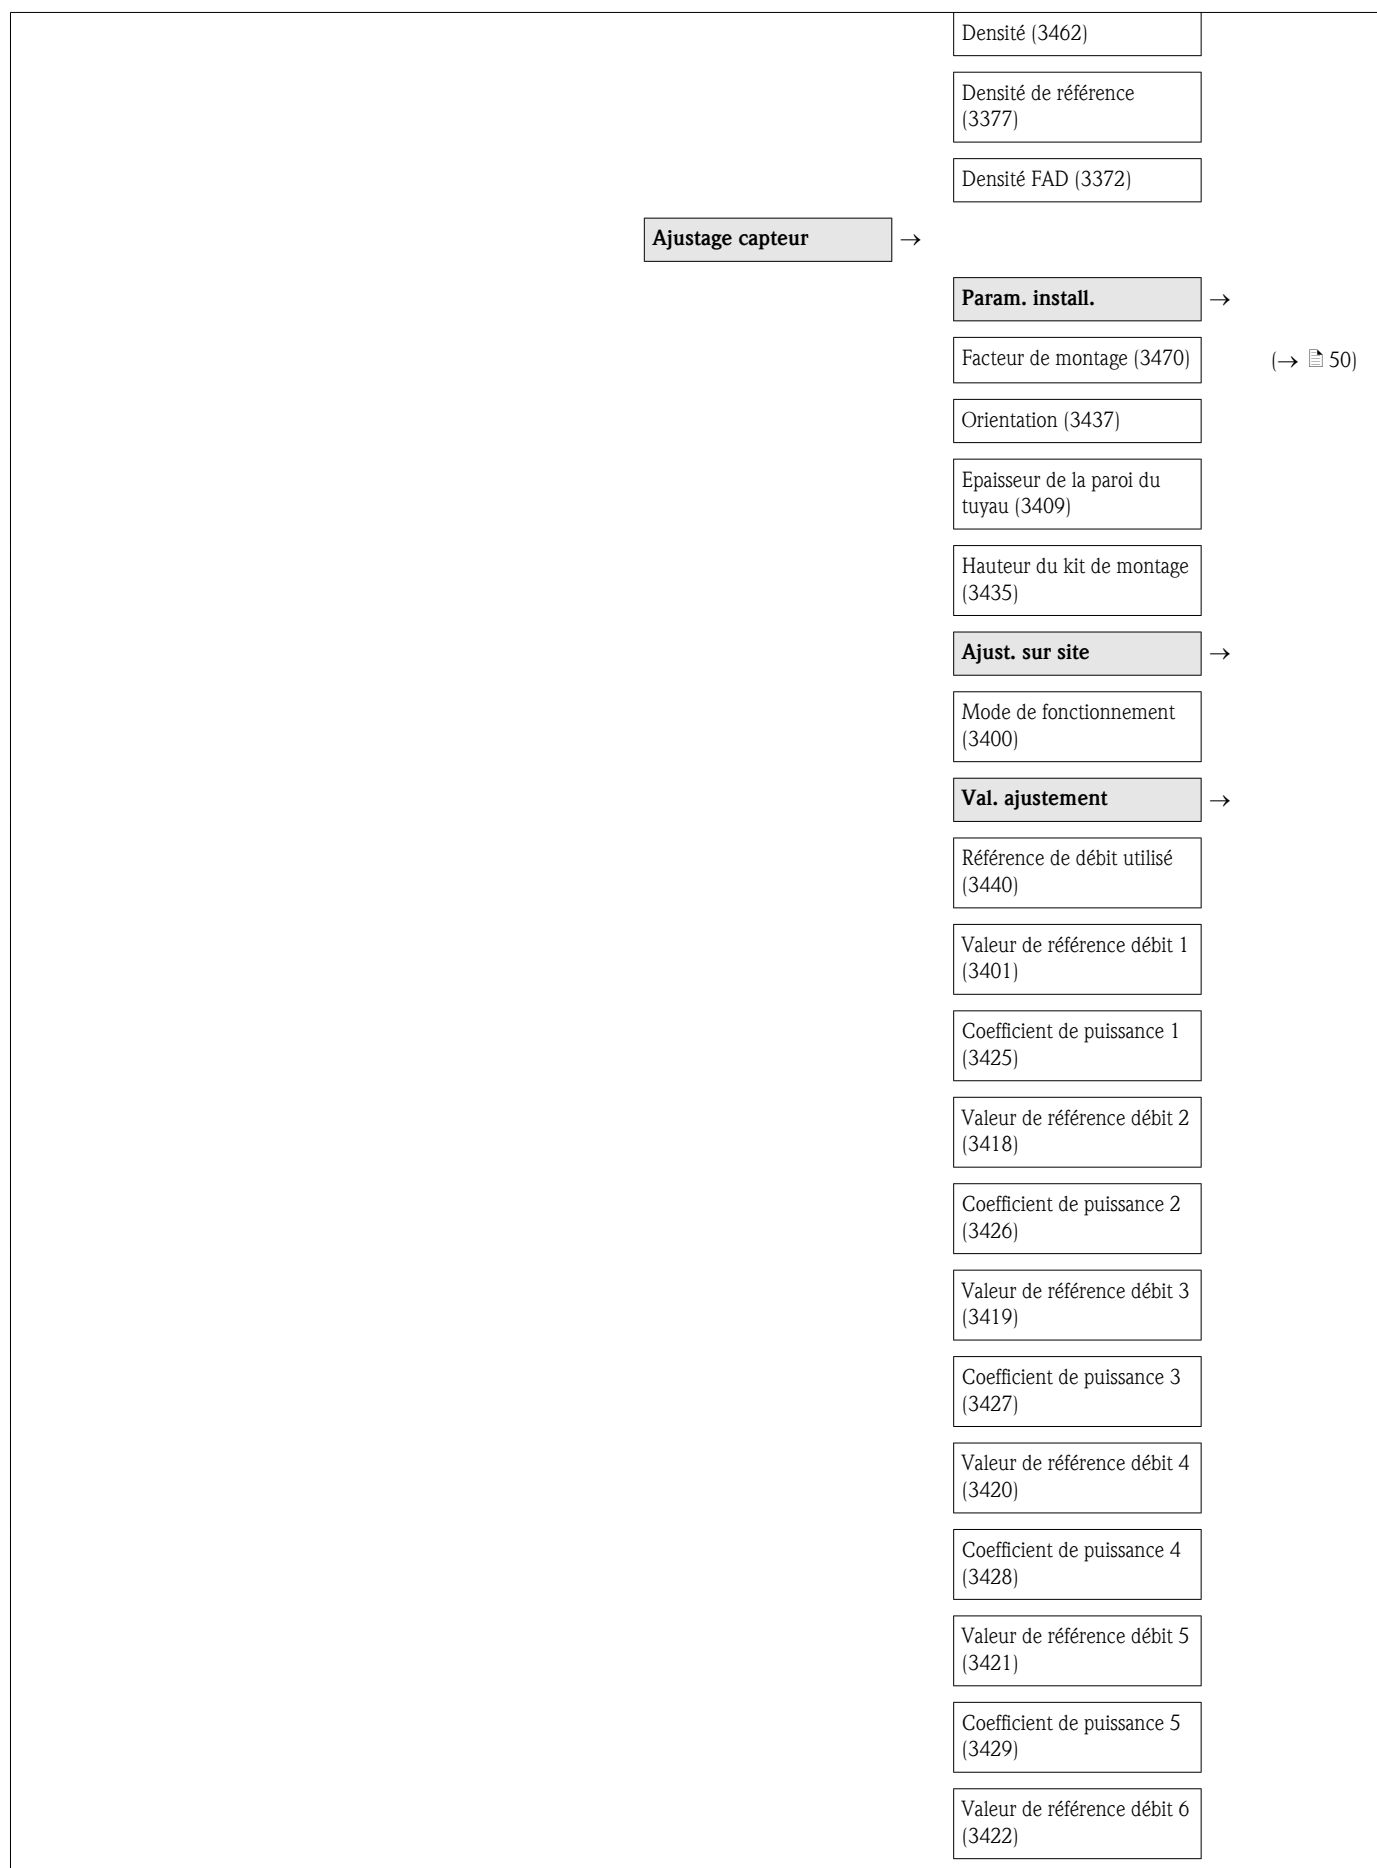 Densité (3462)
Densité de référence
(3377)
Densité FAD (3372)
Ajustage capteur →
Param. install. →
Facteur de montage (3470) (→ 🖹 50)
Orientation (3437)
Epaisseur de la paroi du
tuyau (3409)
Hauteur du kit de montage
(3435)
Ajust. sur site →
Mode de fonctionnement
(3400)
Val. ajustement →
Référence de débit utilisé
(3440)
Valeur de référence débit 1
(3401)
Coefficient de puissance 1
(3425)
Valeur de référence débit 2
(3418)
Coefficient de puissance 2
(3426)
Valeur de référence débit 3
(3419)
Coefficient de puissance 3
(3427)
Valeur de référence débit 4
(3420)
Coefficient de puissance 4
(3428)
Valeur de référence débit 5
(3421)
Coefficient de puissance 5
(3429)
Valeur de référence débit 6
(3422)